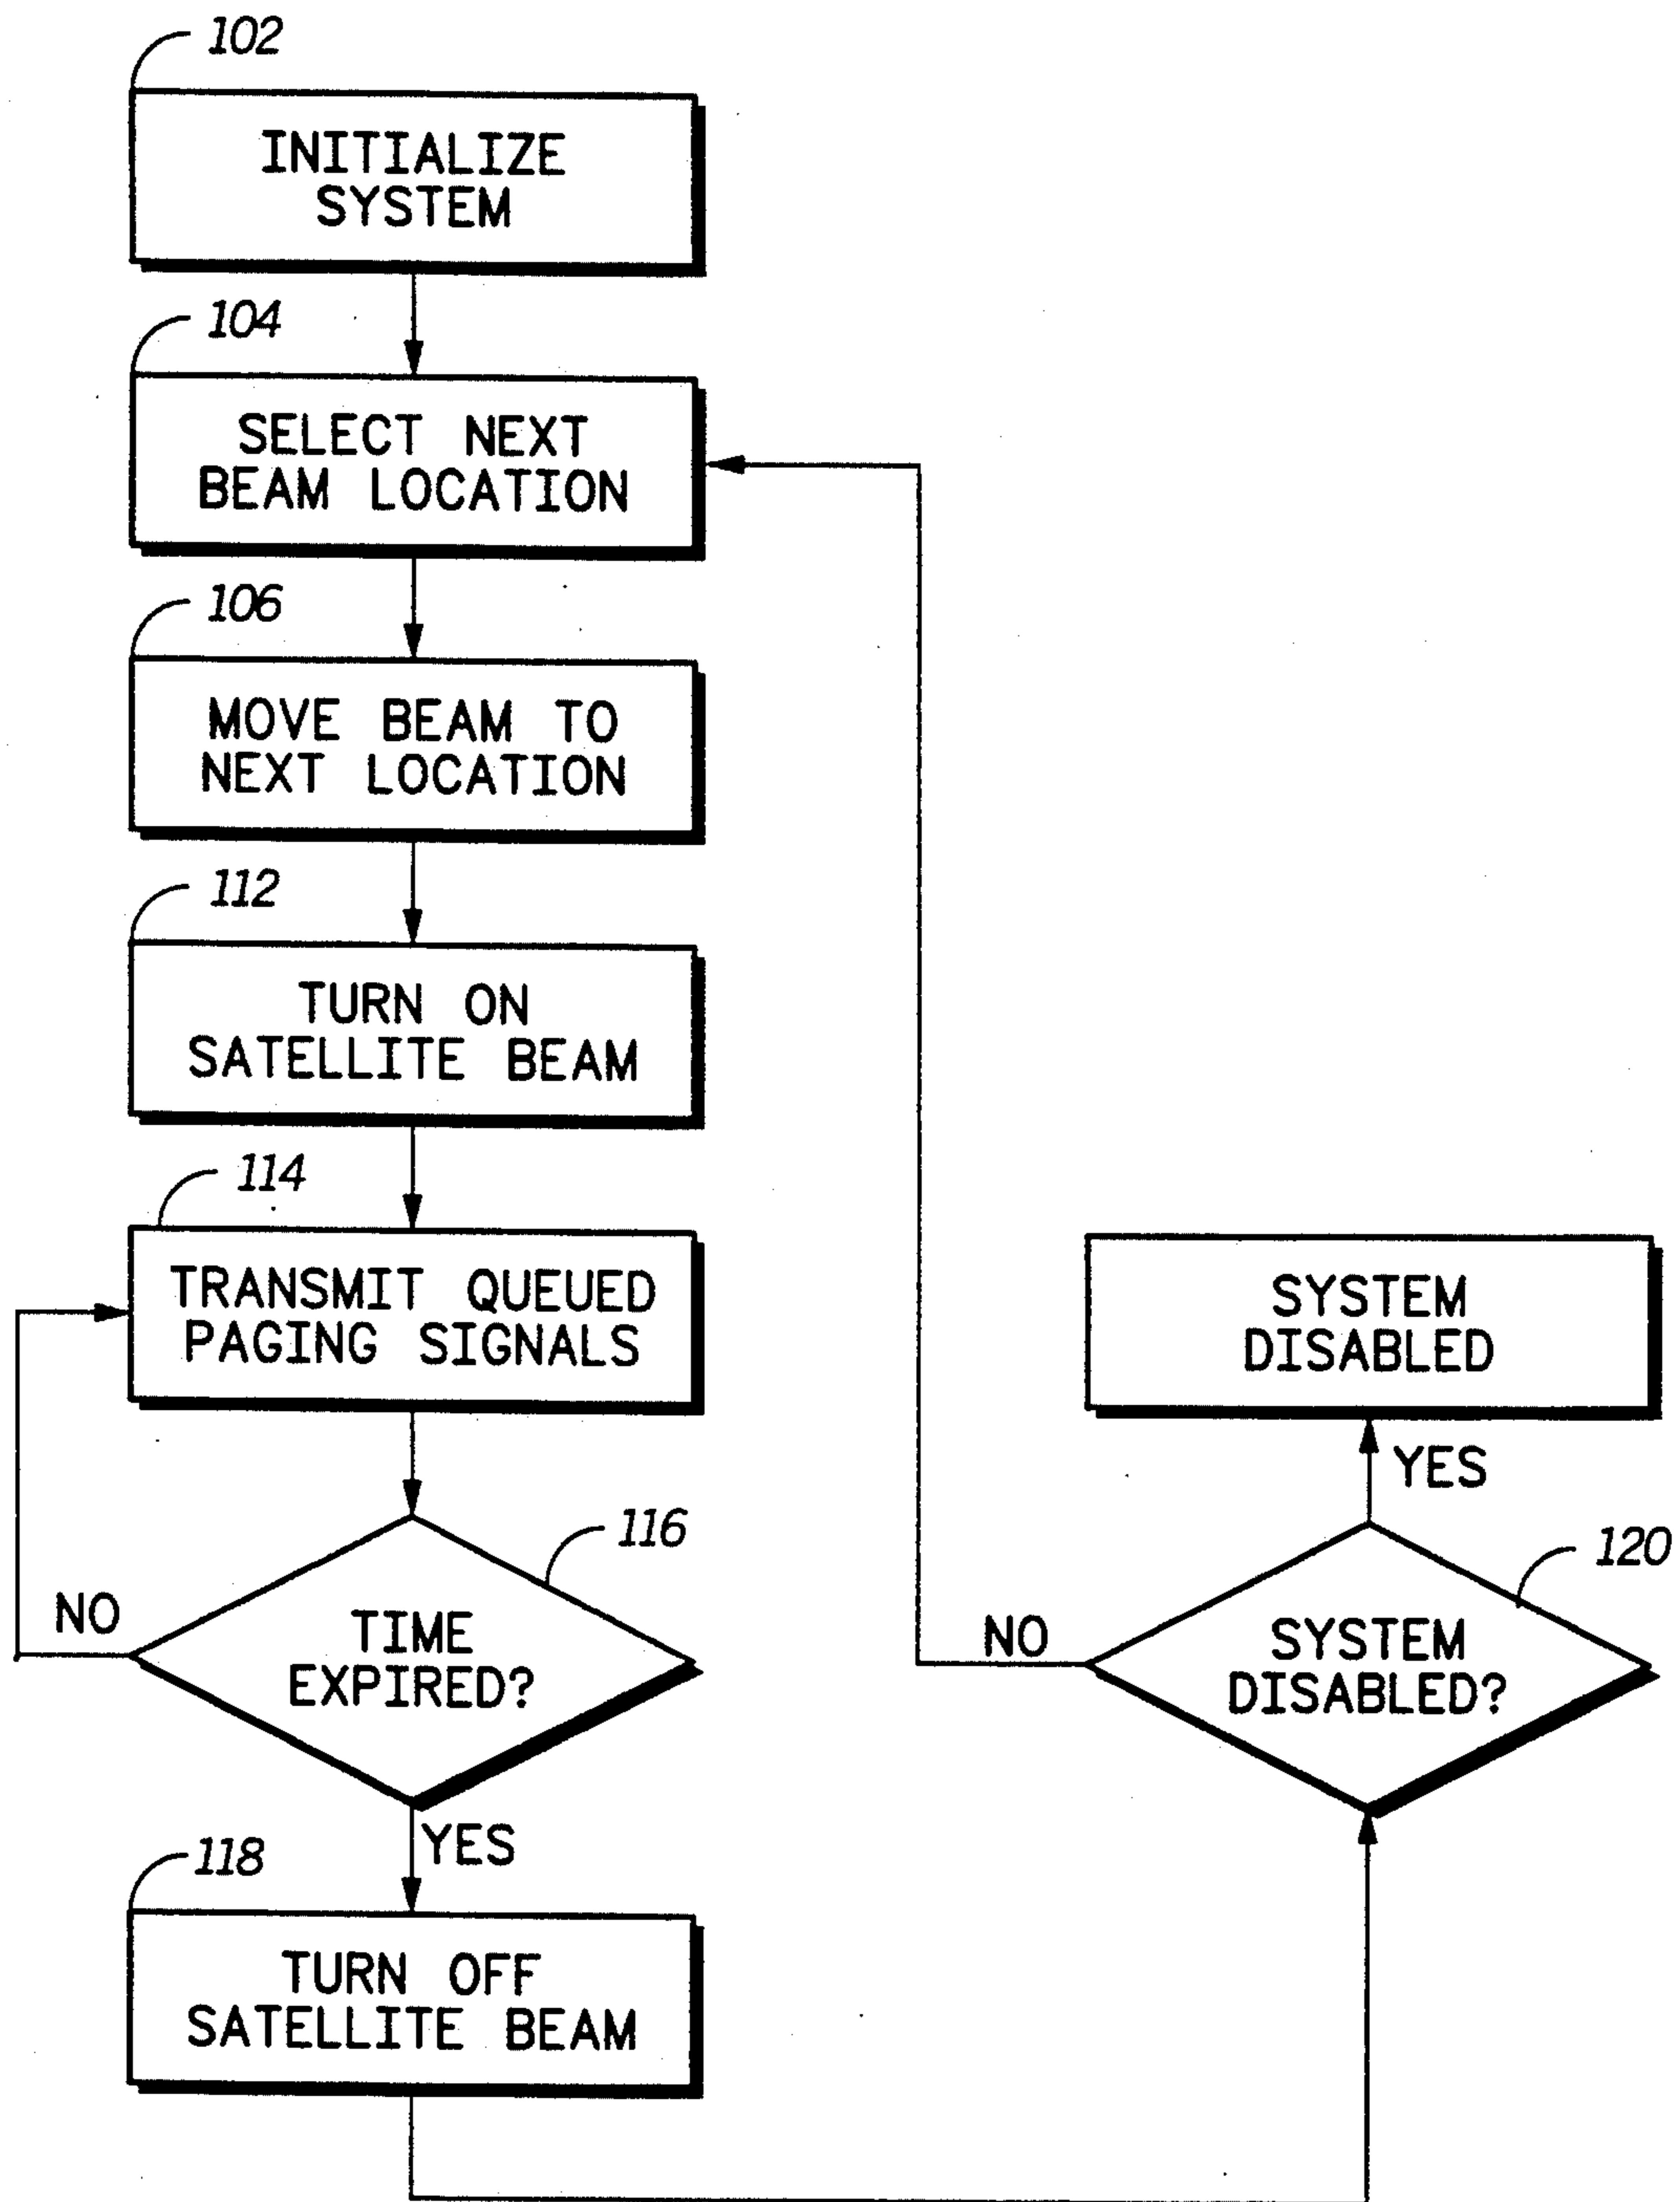 102
INITIALIZE
SYSTEM
104
SELECT NEXT
BEAM LOCATION
106
MOVE BEAM TO
NEXT LOCATION
112
TURN ON
SATELLITE BEAM
114
TRANSMIT QUEUED
PAGING SIGNALS
116
TIME
EXPIRED?
NO
YES
118
TURN OFF
SATELLITE BEAM
120
SYSTEM
DISABLED?
NO
YES
SYSTEM
DISABLED